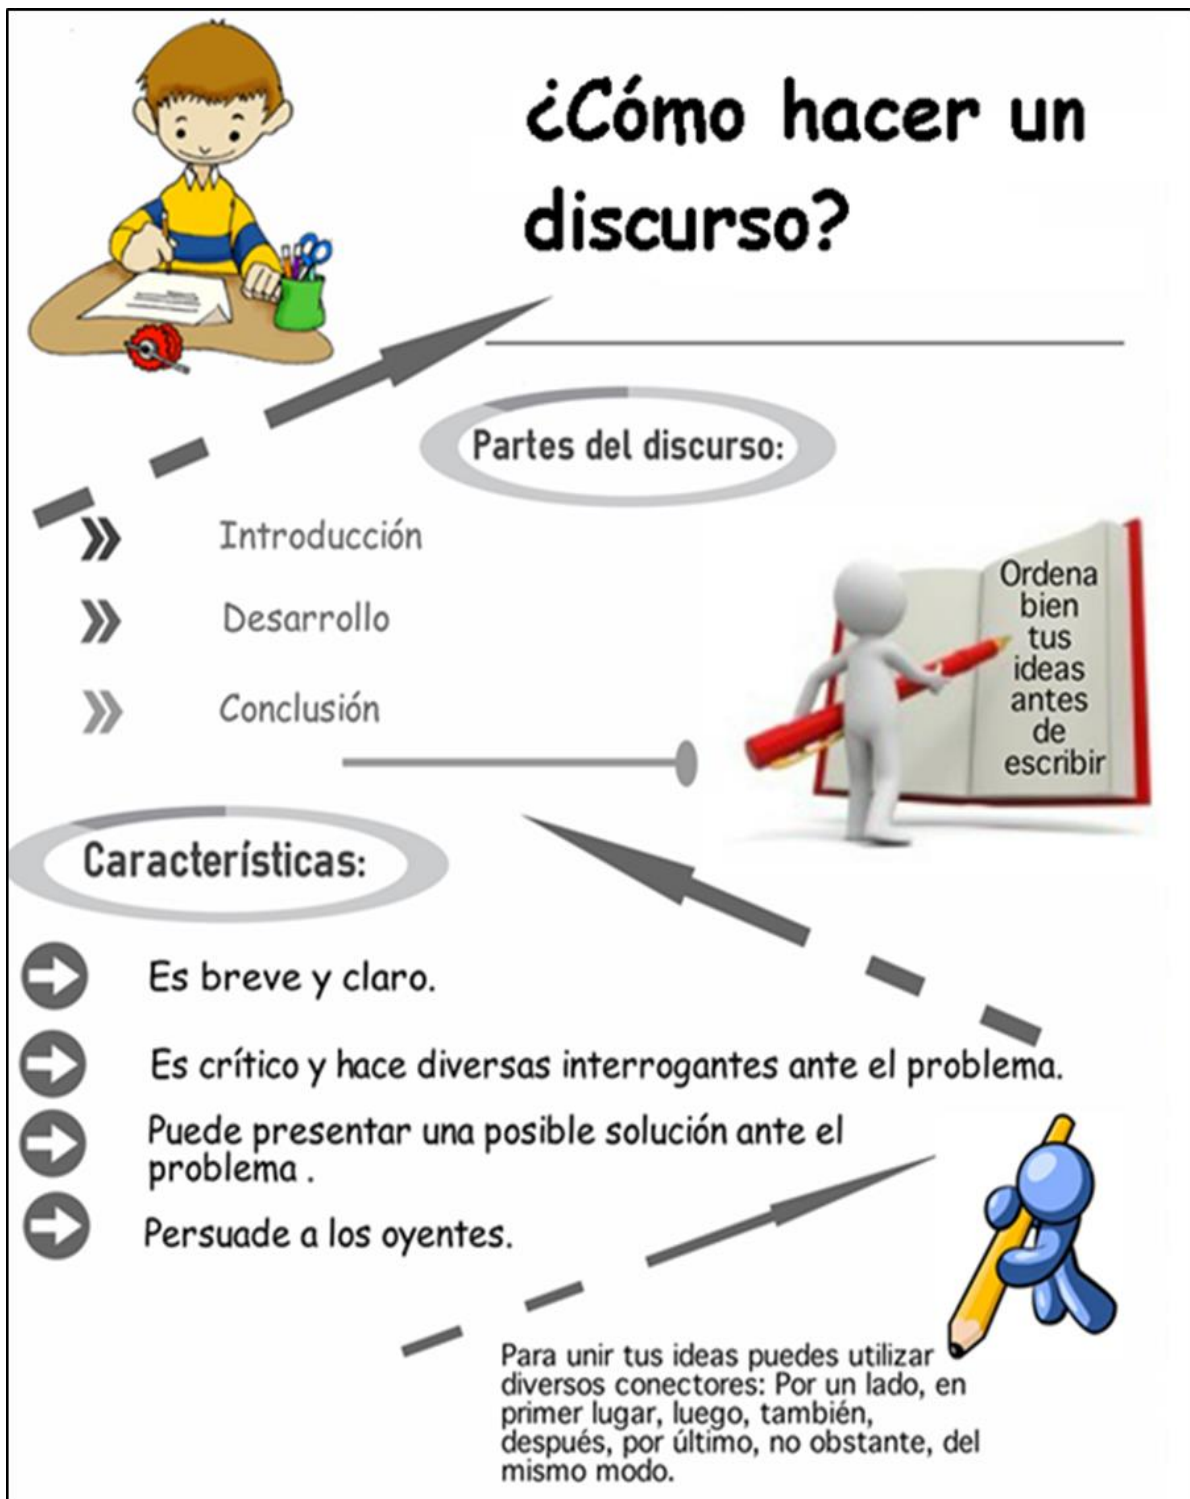 ¿Cómo hacer un
discurso?
Partes del discurso:
Introducción
Desarrollo
Conclusión
Ordena
bien
tus
ideas
antes
de
escribir
Características:
Es breve y claro.
Es crítico y hace diversas interrogantes ante el problema.
Puede presentar una posible solución ante el
problema .
Persuade a los oyentes.
Para unir tus ideas puedes utilizar
diversos conectores: Por un lado, en
primer lugar, luego, también,
después, por último, no obstante, del
mismo modo.